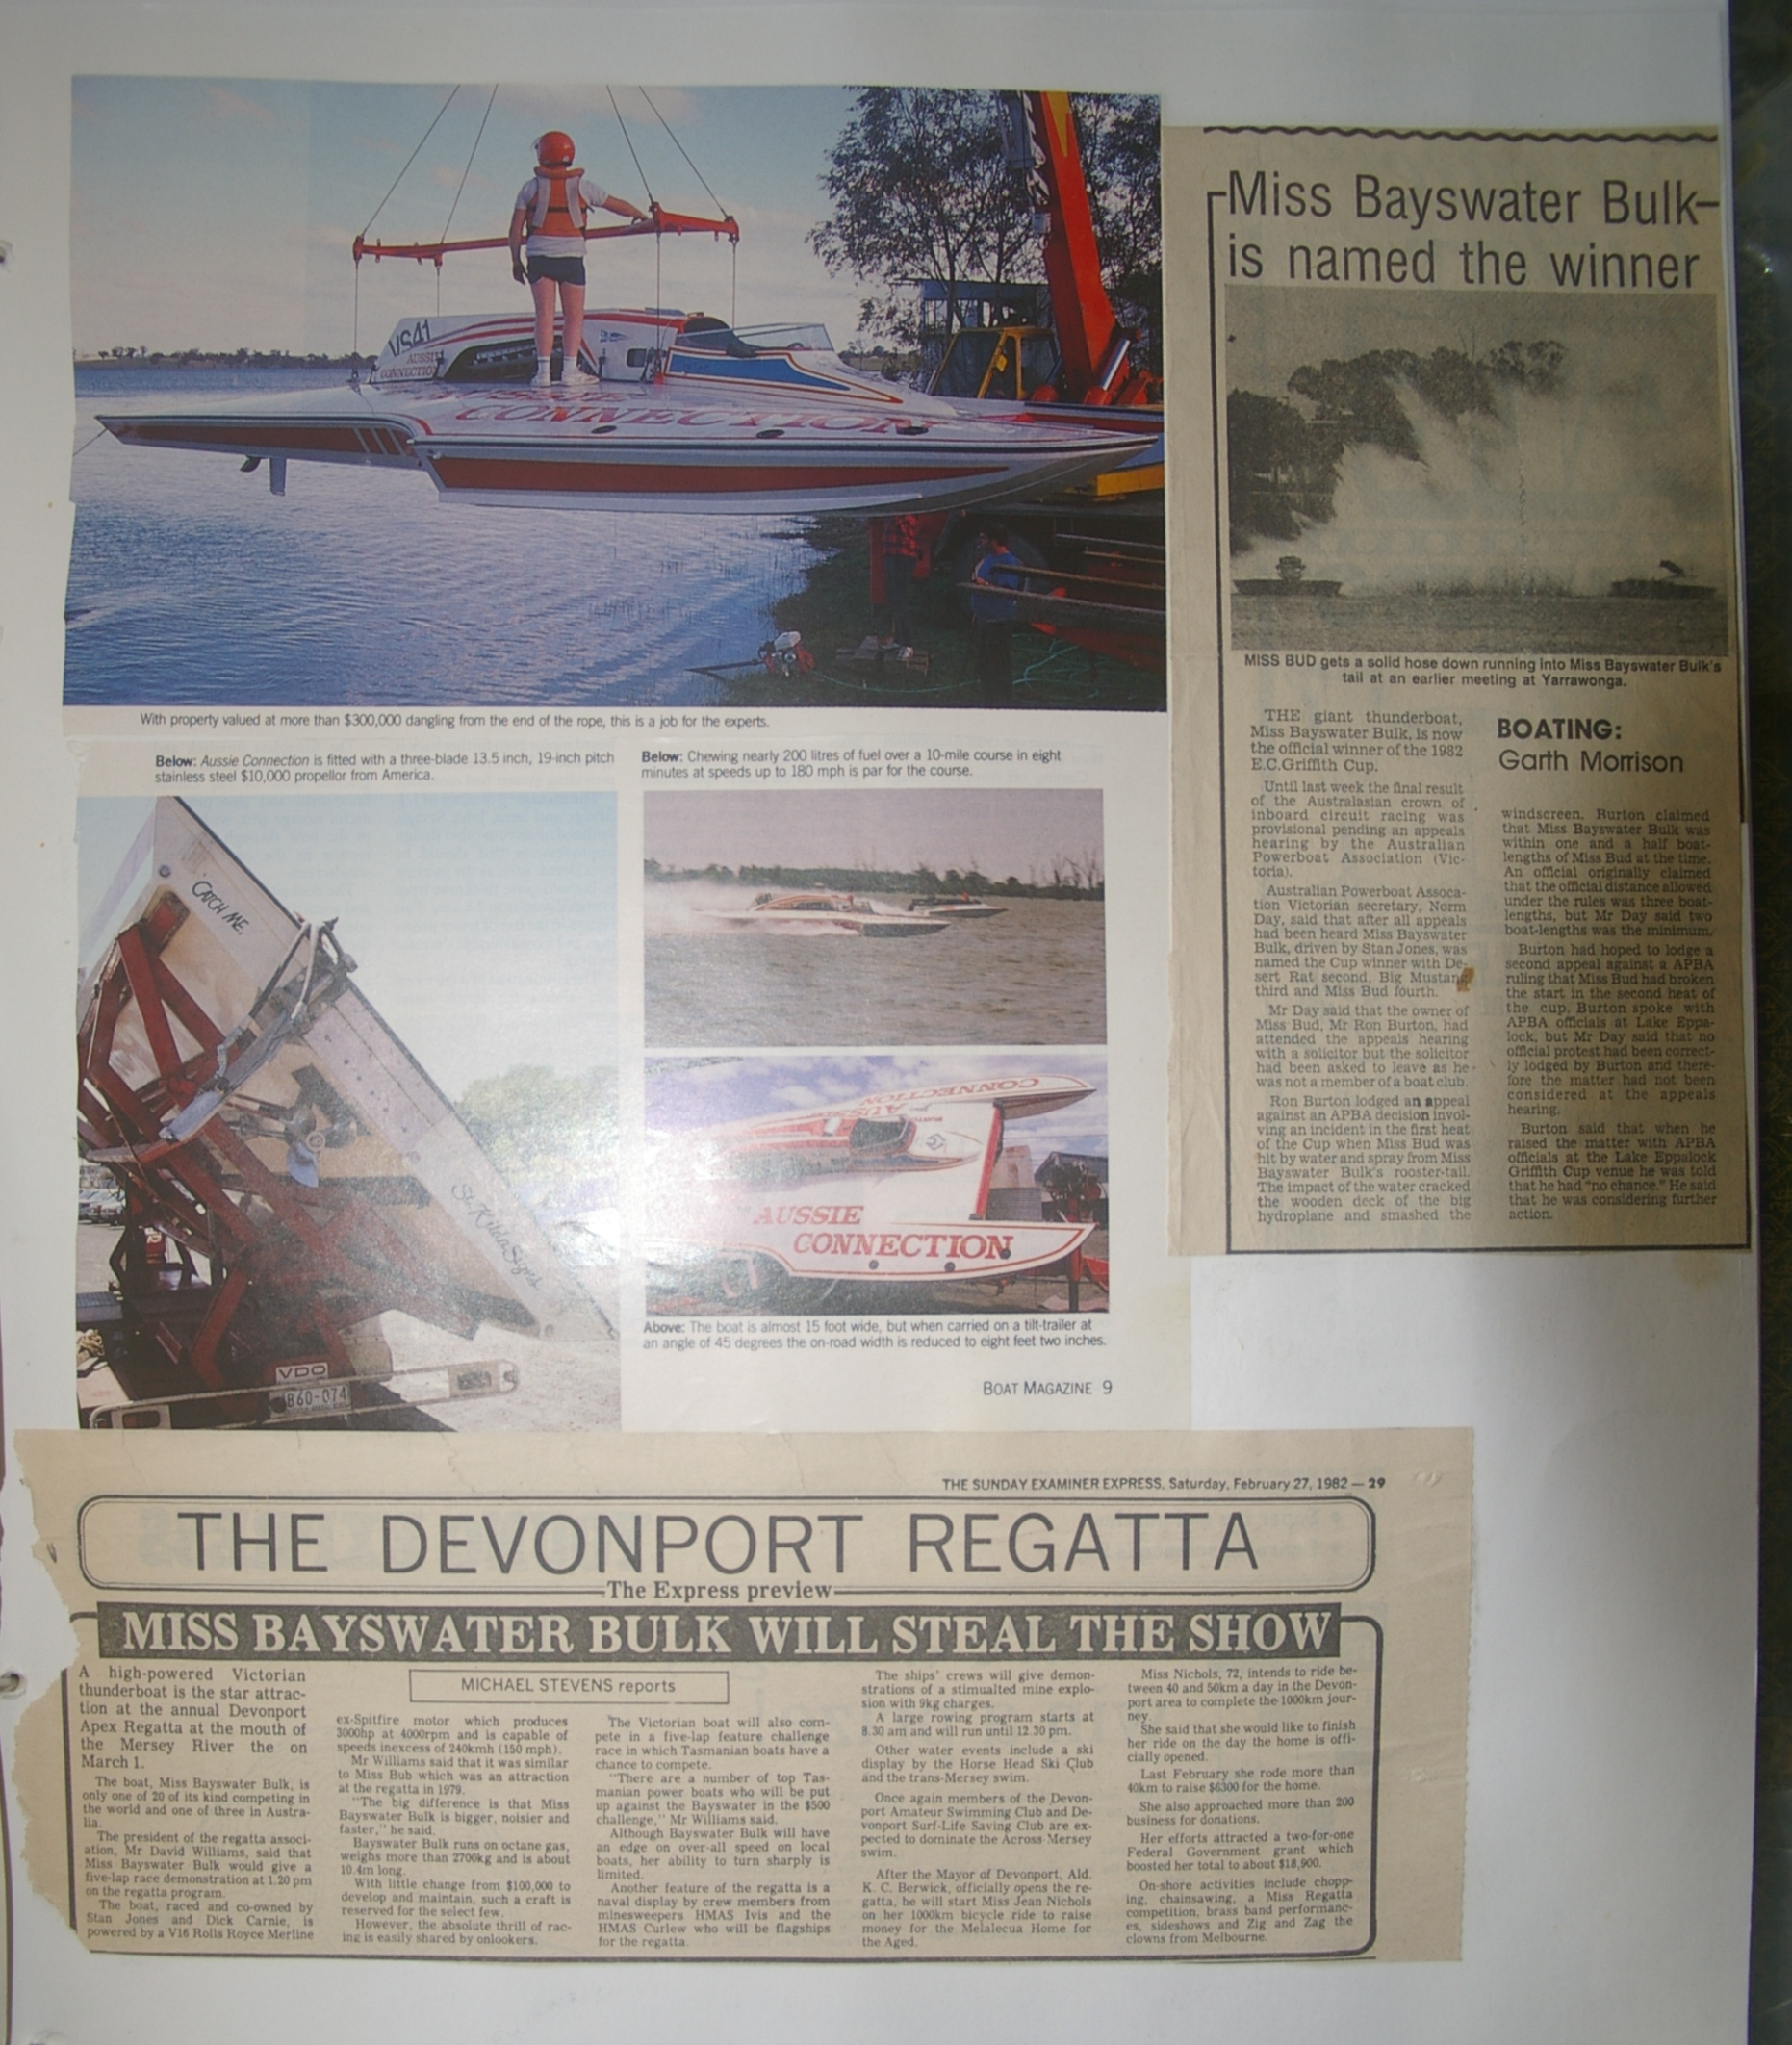 VS41
AUSSIE
CONNECTION
CONNECTION
With property valued at more than $300,000 dangling from the end of the rope, this is a job for the experts.
Below: Aussie Connection is fitted with a three-blade 13.5 inch, 19-inch pitch
stainless steel $10,000 propellor from America.
Below: Chewing nearly 200 litres of fuel over a 10-mile course in eight
minutes at speeds up to 180 mph is par for the course.
CATCH ME.
St. Kilda Signs
VDO
860-074
CONNECTION
AUSSIE
AUSSIE
CONNECTION
Above: The boat is almost 15 foot wide, but when carried on a tilt-trailer at
an angle of 45 degrees the on-road width is reduced to eight feet two inches.
BOAT MAGAZINE 9
Miss Bayswater Bulk
is named the winner
MISS BUD gets a solid hose down running into Miss Bayswater Bulk's
tail at an earlier meeting at Yarrawonga.
BOATING:
Garth Morrison
THE giant thunderboat,
Miss Bayswater Bulk, is now
the official winner of the 1982
E.C.Griffith Cup.
Until last week the final result
of the Australasian crown of
inboard circuit racing was
provisional pending an appeals
hearing by the Australian
Powerboat Association (Vic-
toria).
Australian Powerboat Assoca-
tion Victorian secretary, Norm
Day, said that after all appeals
had been heard Miss Bayswater
Bulk, driven by Stan Jones, was
named the Cup winner with De-
sert Rat second, Big Mustang
third and Miss Bud fourth.
Mr Day said that the owner of
Miss Bud, Mr Ron Burton, had
attended the appeals hearing
with a solicitor but the solicitor
had been asked to leave as he
was not a member of a boat club.
Ron Burton lodged an appeal
against an APBA decision invol-
ving an incident in the first heat
of the Cup when Miss Bud was
hit by water and spray from Miss
Bayswater Bulk's rooster-tail.
The impact of the water cracked
the wooden deck of the big
hydroplane and smashed the
windscreen. Burton claimed
that Miss Bayswater Bulk was
within one and a half boat-
lengths of Miss Bud at the time.
An official originally claimed
that the official distance allowed
under the rules was three boat-
lengths, but Mr Day said two
boat-lengths was the minimum.
Burton had hoped to lodge a
second appeal against a APBA
ruling that Miss Bud had broken
the start in the second heat of
the cup. Burton spoke with
APBA officials at Lake Eppa-
lock, but Mr Day said that no
official protest had been correct-
ly lodged by Burton and there-
fore the matter had not been
considered at the appeals
hearing.
Burton said that when he
raised the matter with APBA
officials at the Lake Eppalock
Griffith Cup venue he was told
that he had "no chance." He said
that he was considering further
action.
THE SUNDAY EXAMINER EXPRESS, Saturday, February 27, 1982 — 29
THE DEVONPORT REGATTA
The Express preview
MISS BAYSWATER BULK WILL STEAL THE SHOW
MICHAEL STEVENS reports
A high-powered Victorian
thunderboat is the star attrac-
tion at the annual Devonport
Apex Regatta at the mouth of
the Mersey River the on
March 1.
The boat, Miss Bayswater Bulk, is
only one of 20 of its kind competing in
the world and one of three in Austra-
lia.
The president of the regatta associ-
ation, Mr David Williams, said that
Miss Bayswater Bulk would give a
five-lap race demonstration at 1.20 pm
on the regatta program.
The boat, raced and co-owned by
Stan Jones and Dick Carnie, is
powered by a V16 Rolls Royce Merline
ex-Spitfire motor which produces
3000hp at 4000rpm and is capable of
speeds inexcess of 240kmh (150 mph).
Mr Williams said that it was similar
to Miss Bub which was an attraction
at the regatta in 1979.
"The big difference is that Miss
Bayswater Bulk is bigger, noisier and
faster," he said.
Bayswater Bulk runs on octane gas,
weighs more than 2700kg and is about
10.4m long.
With little change from $100,000 to
develop and maintain, such a craft is
reserved for the select few.
However, the absolute thrill of rac-
ing is easily shared by onlookers.
The Victorian boat will also com-
pete in a five-lap feature challenge
race in which Tasmanian boats have a
chance to compete.
"There are a number of top Tas-
manian power boats who will be put
up against the Bayswater in the $500
challenge," Mr Williams said.
Although Bayswater Bulk will have
an edge on over-all speed on local
boats, her ability to turn sharply is
limited.
Another feature of the regatta is a
naval display by crew members from
minesweepers HMAS Ivis and the
HMAS Curlew who will be flagships
for the regatta.
The ships' crews will give demon-
strations of a stimualted mine explo-
sion with 9kg charges.
A large rowing program starts at
8.30 am and will run until 12.30 pm.
Other water events include a ski
display by the Horse Head Ski Club
and the trans-Mersey swim.
Once again members of the Devon-
port Amateur Swimming Club and De-
vonport Surf-Life Saving Club are ex-
pected to dominate the Across-Mersey
swim.
After the Mayor of Devonport, Ald.
K. C. Berwick, officially opens the re-
gatta, he will start Miss Jean Nichols
on her 1000km bicycle ride to raise
money for the Melalecua Home for
the Aged.
Miss Nichols, 72, intends to ride be-
tween 40 and 50km a day in the Devon-
port area to complete the 1000km jour-
ney.
She said that she would like to finish
her ride on the day the home is offi-
cially opened.
Last February she rode more than
40km to raise $6300 for the home.
She also approached more than 200
business for donations.
Her efforts attracted a two-for-one
Federal Government grant which
boosted her total to about $18,900.
On-shore activities include chopp-
ing, chainsawing, a Miss Regatta
competition, brass band performanc-
es, sideshows and Zig and Zag the
clowns from Melbourne.